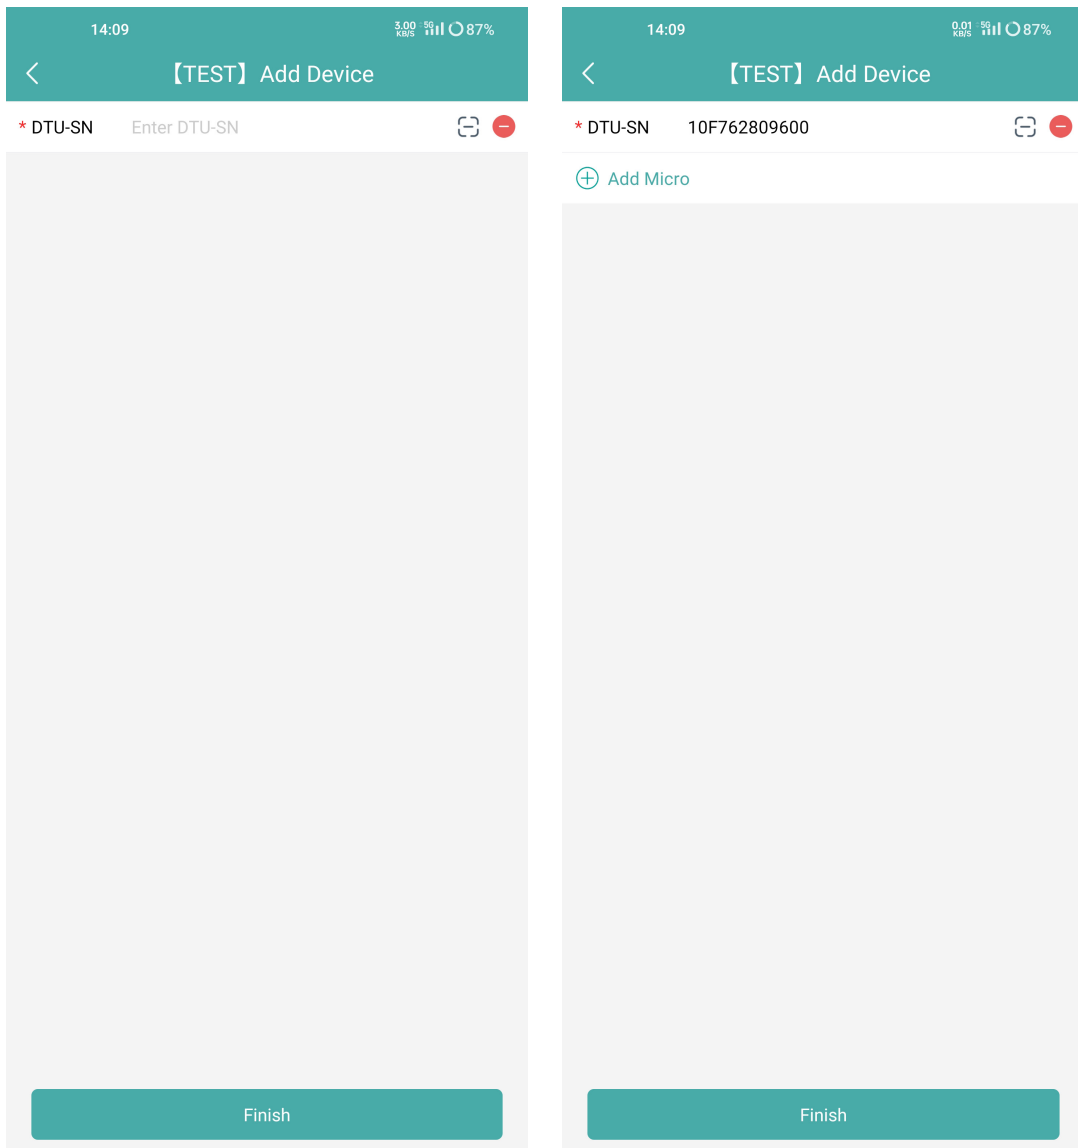 14:09 3.00 KB/S 5G 87%
【TEST】Add Device
* DTU-SN Enter DTU-SN
Finish
14:09 0.01 KB/S 5G 87%
【TEST】Add Device
* DTU-SN 10F762809600
Add Micro
Finish